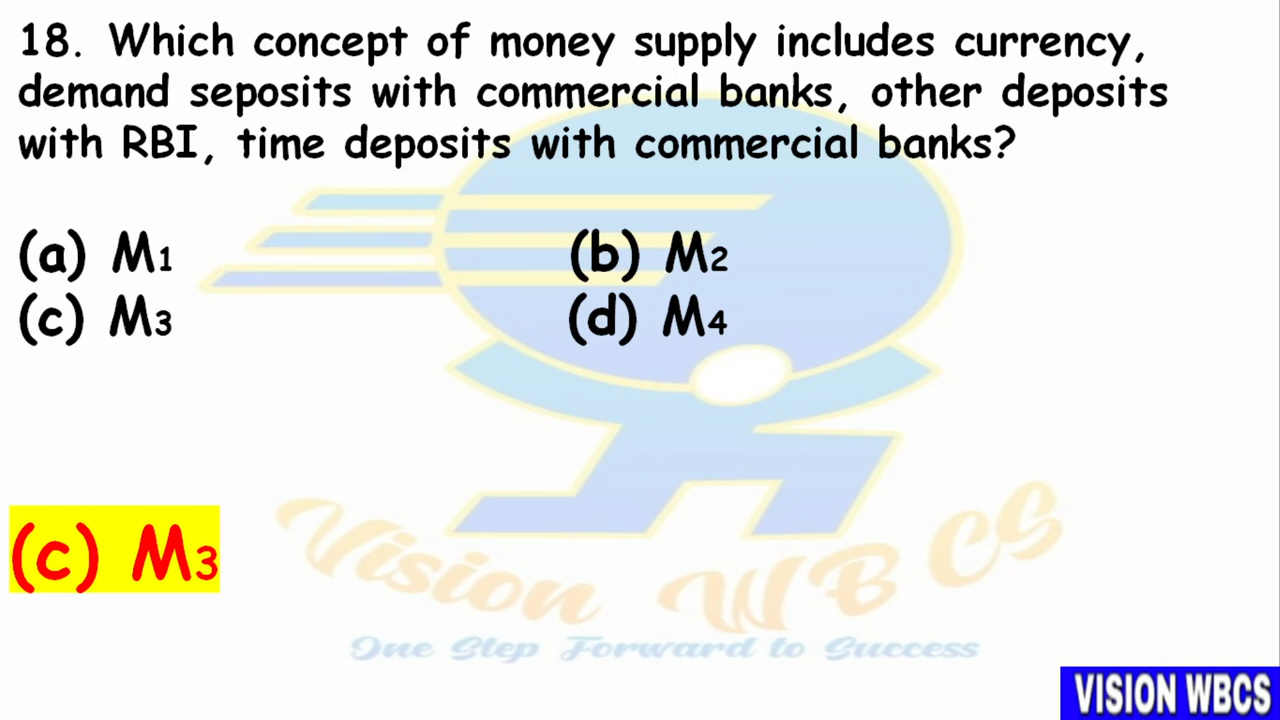 18. Which concept of money supply includes currency,
demand seposits with commercial banks, other deposits
with RBI, time deposits with commercial banks?
(a) M₁ (b) M₂
(c) M₃ (d) M₄
(c) M₃
Vision WBCS
One Step Forward to Success
VISION WBCS